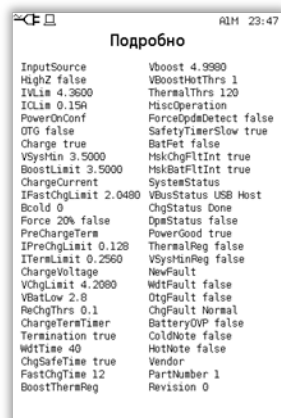 AlM 23:47
Подробно
InputSource
HighZ false
IVLim 4.3600
ICLim 0.15A
PowerOnConf
OTG false
Charge true
VSysMin 3.5000
BoostLimit 3.5000
ChargeCurrent
IFastChgLimit 2.0480
Bcold 0
Force 20% false
PreChargeTerm
IPreChgLimit 0.128
ITermLimit 0.2560
ChargeVoltage
VChgLimit 4.2080
VBatLow 2.8
ReChgThrs 0.1
ChargeTermTimer
Termination true
WdtTime 40
ChgSafeTime true
FastChgTime 12
BoostThermReg
Vboost 4.9980
VBoostHotThrs 1
ThermalThrs 120
MiscOperation
ForceDpdmDetect false
SafetyTimerSlow true
BatFet false
MskChgFltInt true
MskBatFltInt true
SystemStatus
VBusStatus USB Host
ChgStatus Done
DpmStatus false
PowerGood true
ThermalReg false
VSysMinReg false
NewFault
WdtFault false
OtgFault false
ChgFault Normal
BatteryOVP false
ColdNote false
HotNote false
Vendor
PartNumber 1
Revision 0